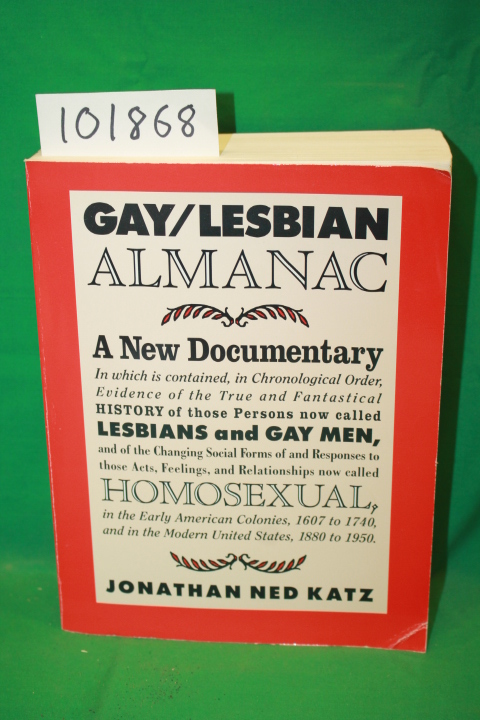 101868
GAY/LESBIAN
ALMANAC
A New Documentary
In which is contained, in Chronological Order,
Evidence of the True and Fantastical
HISTORY of those Persons now called
LESBIANS and GAY MEN,
and of the Changing Social Forms of and Responses to
those Acts, Feelings, and Relationships now called
HOMOSEXUAL,
in the Early American Colonies, 1607 to 1740,
and in the Modern United States, 1880 to 1950.
JONATHAN NED KATZ